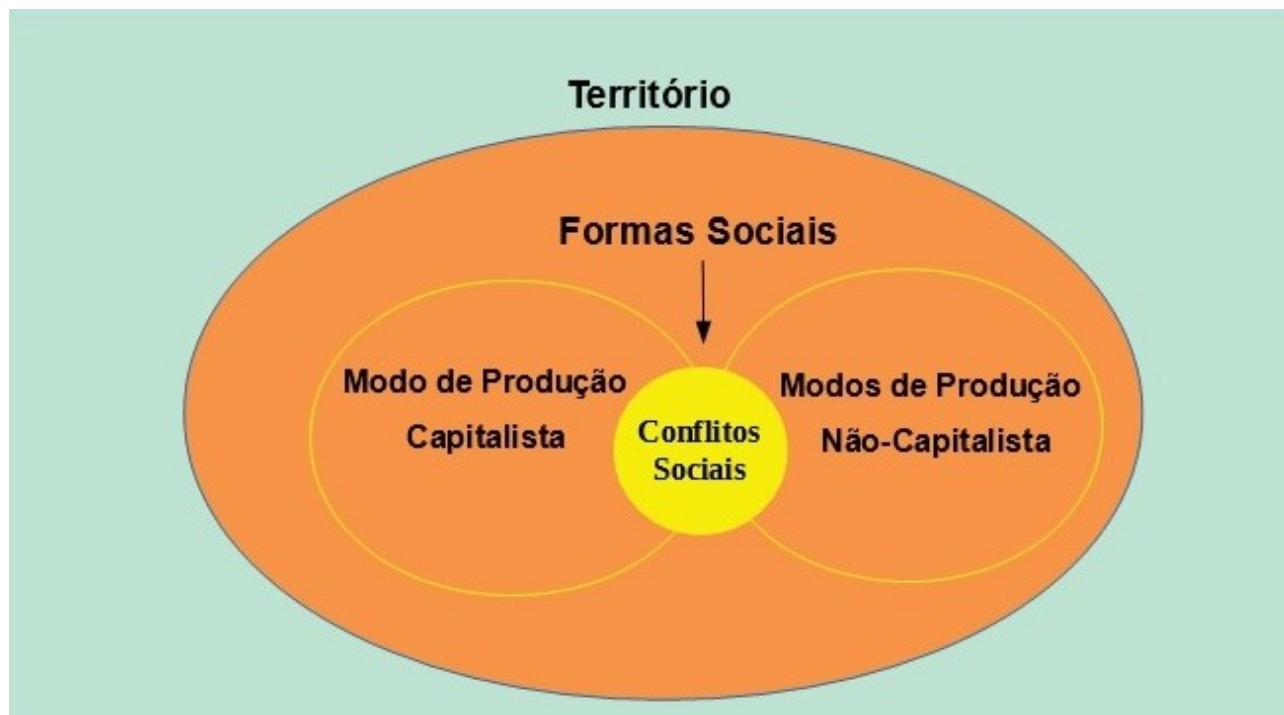 Território
Formas Sociais
Modo de Produção
Capitalista
Conflitos
Sociais
Modos de Produção
Não-Capitalista